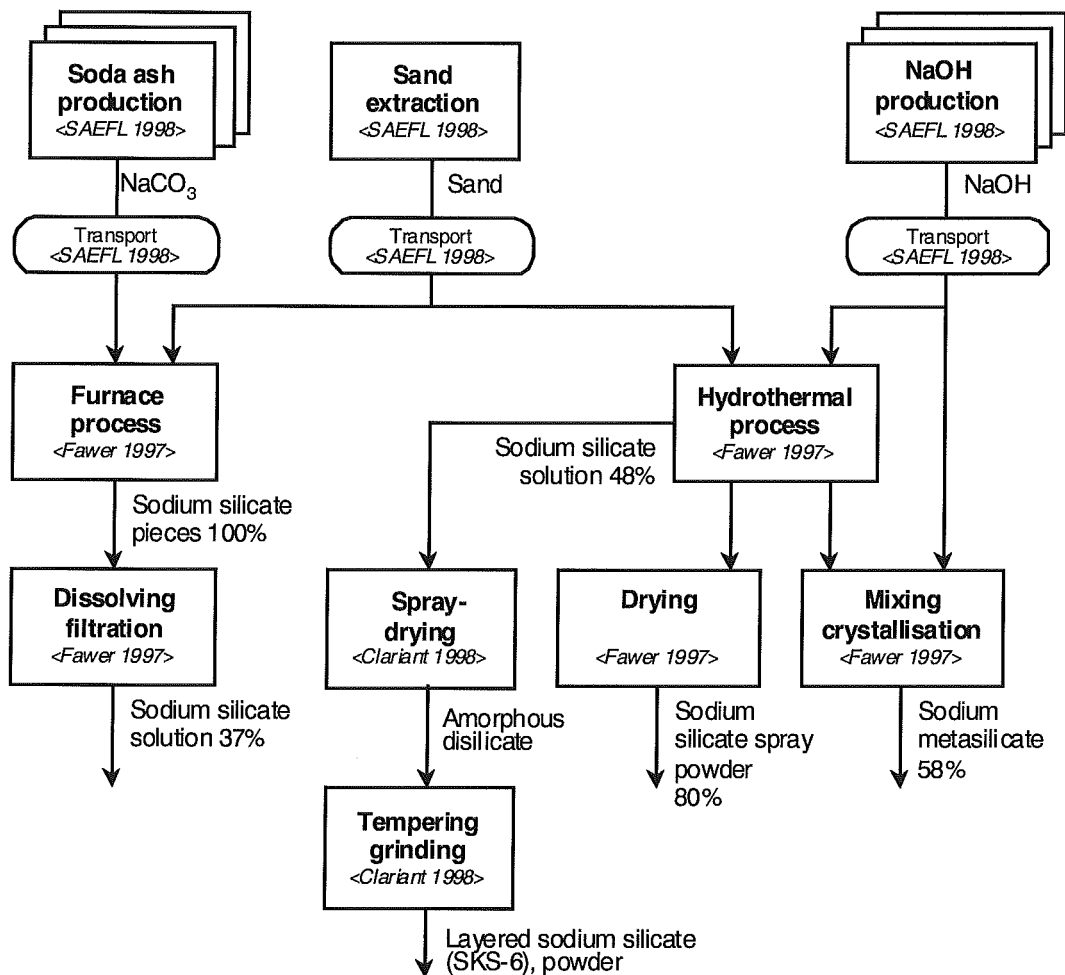 Soda ash
production
<SAEFL 1998>
Sand
extraction
<SAEFL 1998>
NaOH
production
<SAEFL 1998>
NaCO₃
Sand
NaOH
Transport
<SAEFL 1998>
Transport
<SAEFL 1998>
Transport
<SAEFL 1998>
Furnace
process
<Fawer 1997>
Hydrothermal
process
<Fawer 1997>
Sodium silicate
solution 48%
Sodium silicate
pieces 100%
Dissolving
filtration
<Fawer 1997>
Spray-
drying
<Clariant 1998>
Drying
<Fawer 1997>
Mixing
crystallisation
<Fawer 1997>
Sodium silicate
solution 37%
Amorphous
disilicate
Sodium
silicate spray
powder
80%
Sodium
metasilicate
58%
Tempering
grinding
<Clariant 1998>
Layered sodium silicate
(SKS-6), powder